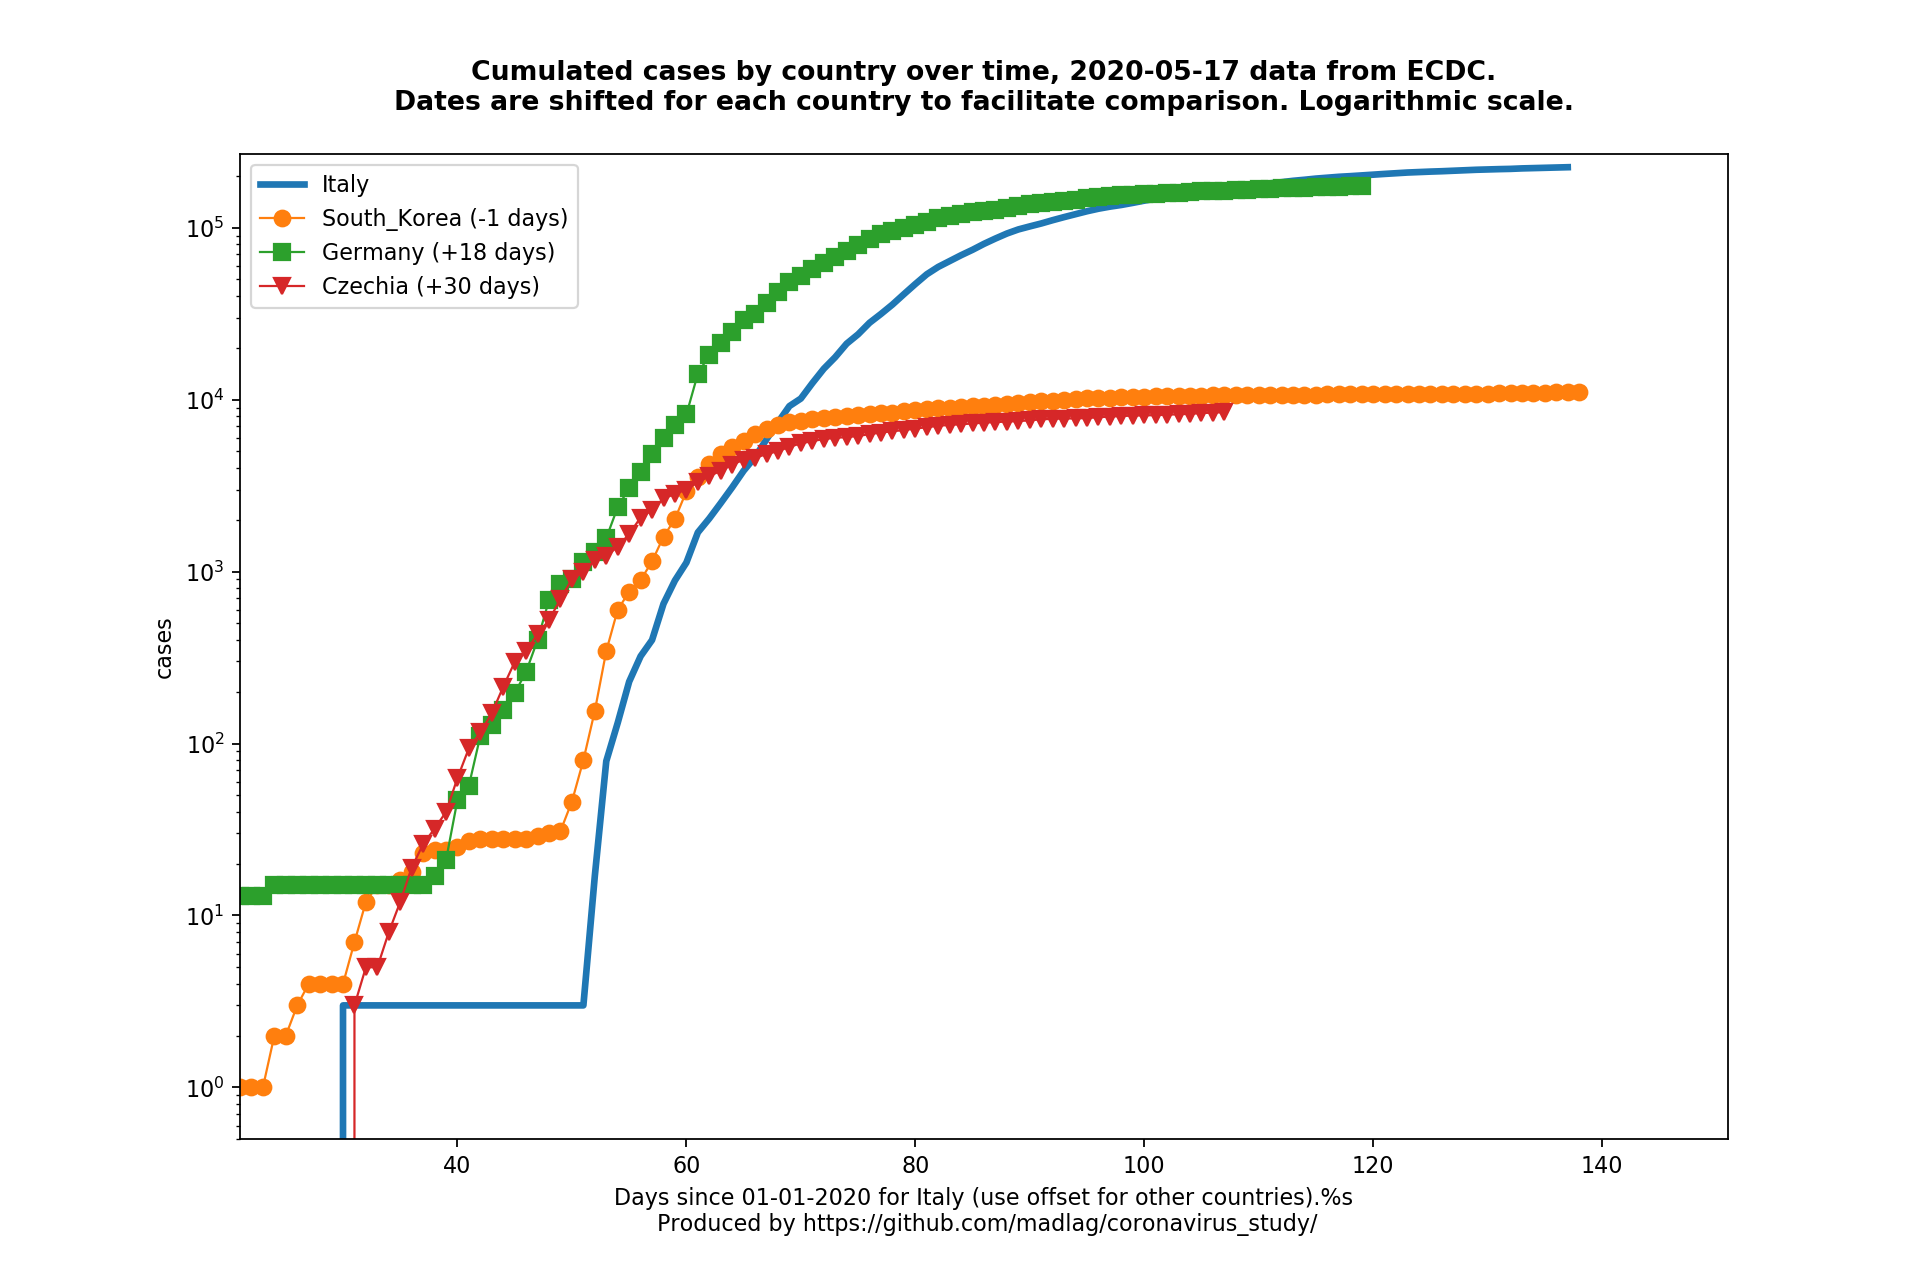 Cumulated cases by country over time, 2020-05-17 data from ECDC.
Dates are shifted for each country to facilitate comparison. Logarithmic scale.
Italy
South_Korea (-1 days)
Germany (+18 days)
Czechia (+30 days)
10^5
10^4
10^3
10^2
10^1
10^0
cases
40 60 80 100 120 140
Days since 01-01-2020 for Italy (use offset for other countries).%s
Produced by https://github.com/madlag/coronavirus_study/